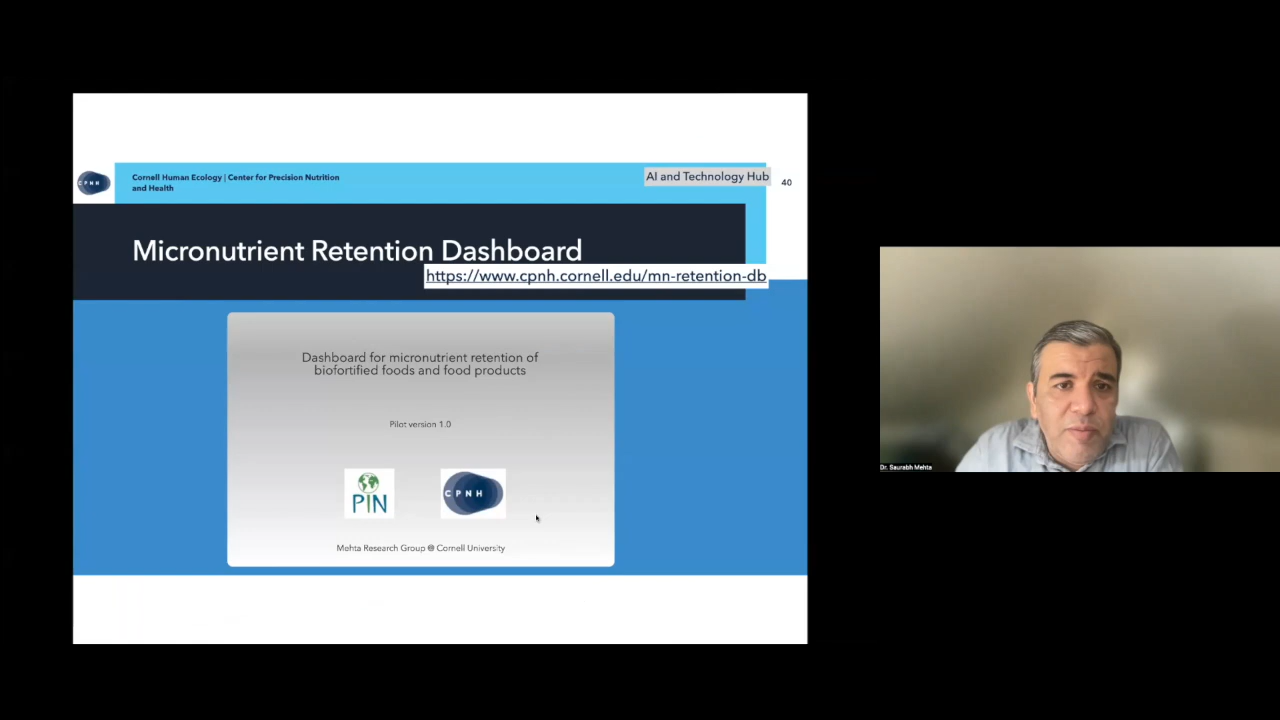 CPNH
Cornell Human Ecology | Center for Precision Nutrition
and Health
AI and Technology Hub
40
Micronutrient Retention Dashboard
https://www.cpnh.cornell.edu/mn-retention-db
Dashboard for micronutrient retention of
biofortified foods and food products
Pilot version 1.0
PIN
CPNH
Mehta Research Group @ Cornell University
Dr. Saurabh Mehta